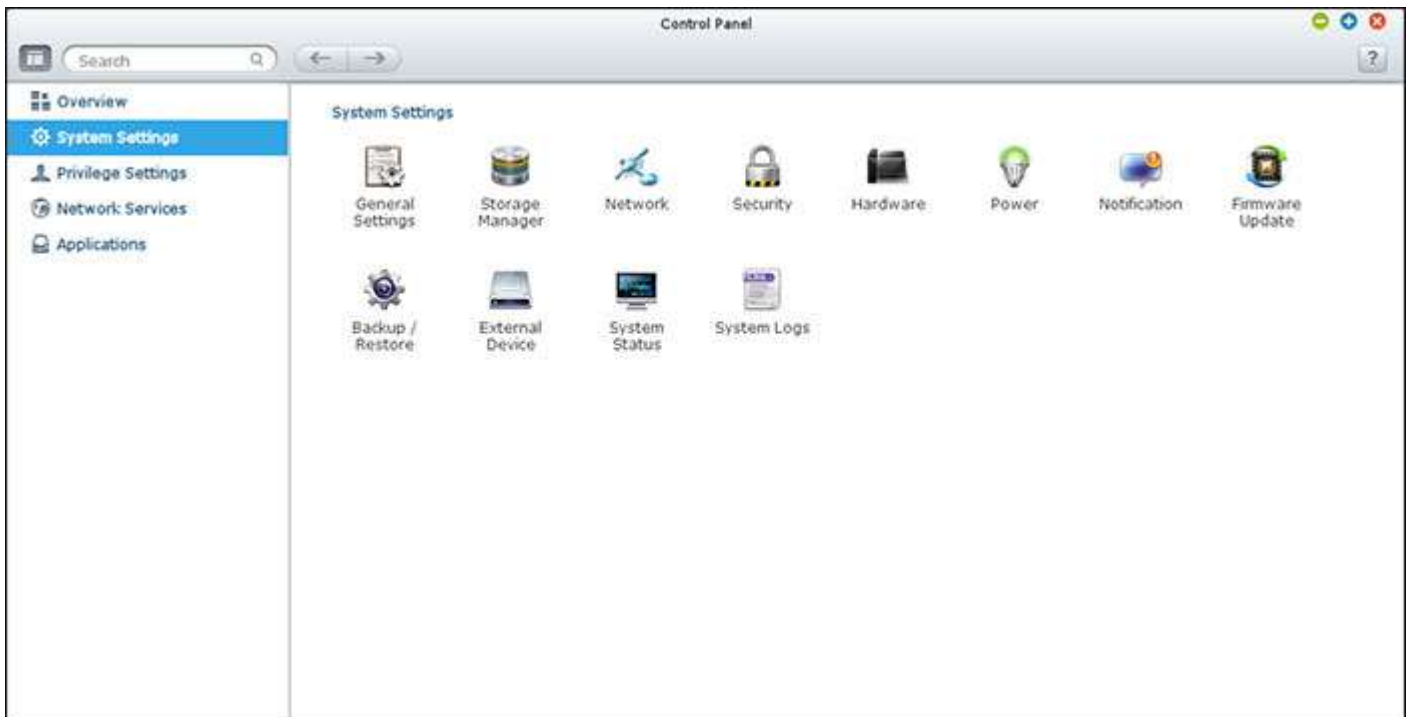 Control Panel
Search
?
Overview
System Settings
Privilege Settings
Network Services
Applications
System Settings
General
Settings
Storage
Manager
Network
Security
Hardware
Power
Notification
Firmware
Update
Backup /
Restore
External
Device
System
Status
System Logs